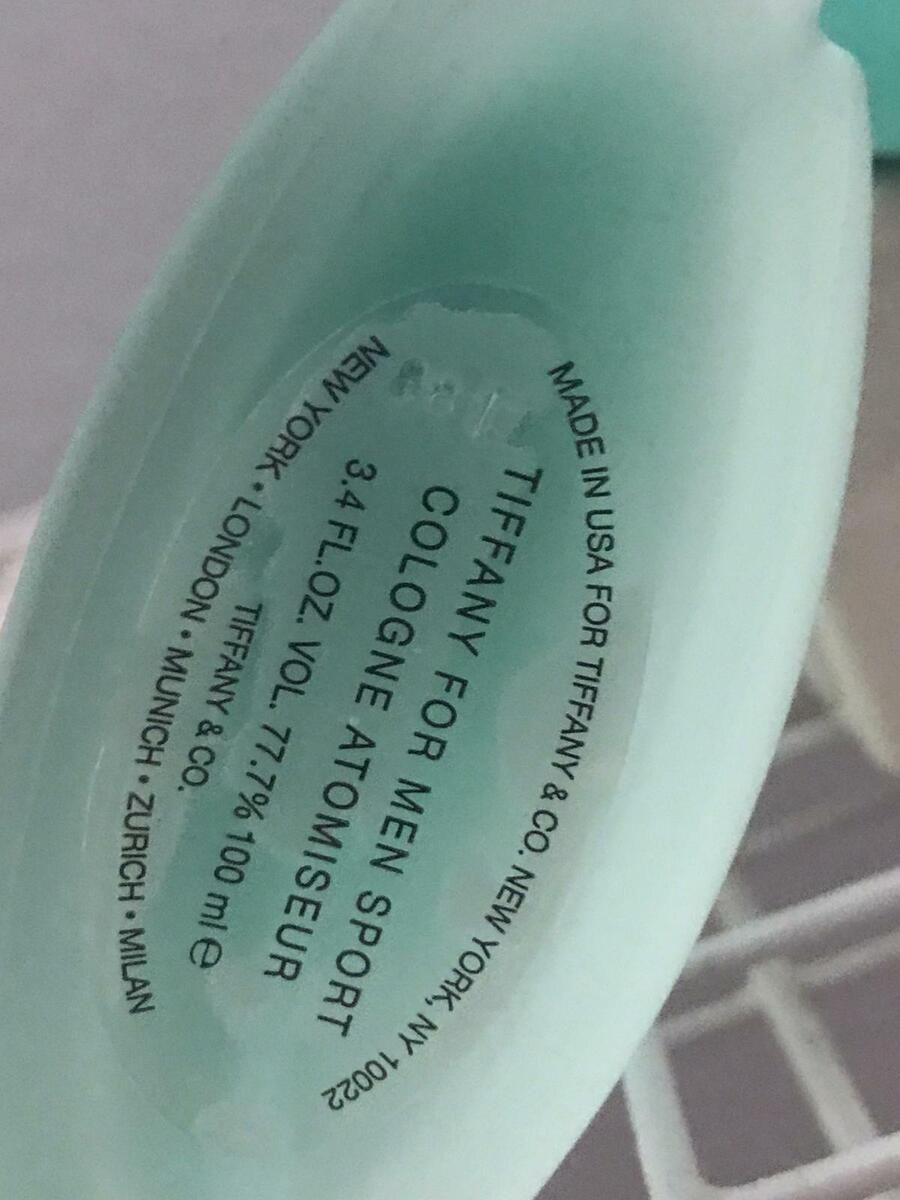 MADE IN USA FOR TIFFANY & CO. NEW YORK, NY 10022
TIFFANY FOR MEN SPORT
COLOGNE ATOMISEUR
3.4 FL.OZ. VOL. 77.7% 100 ml ℮
TIFFANY & CO.
NEW YORK • LONDON • MUNICH • ZURICH • MILAN